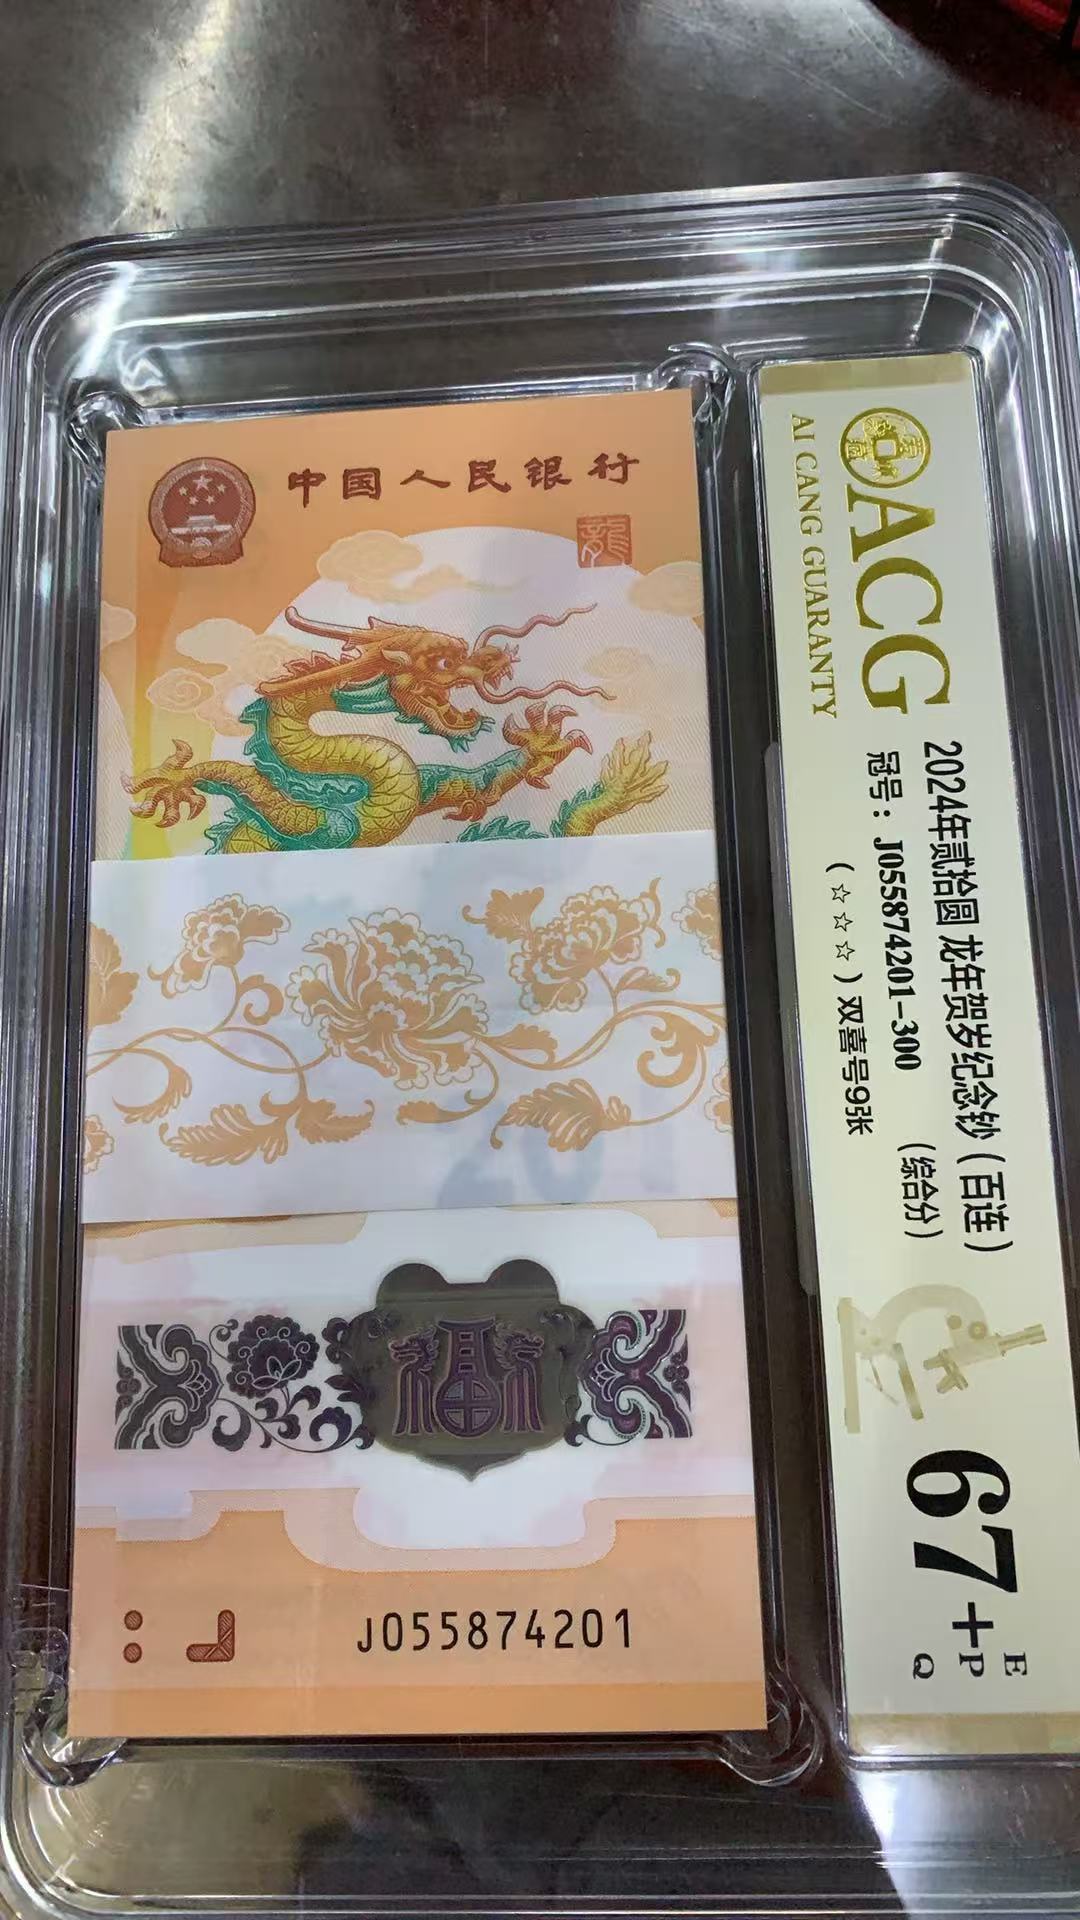 中国人民银行
龍
福
J055874201
ACG
AI CANG GUARANTY
2024年贰拾圆 龙年贺岁纪念钞（百连）
冠号：J055874201-300 （综合分）
（☆☆☆）双喜号9张
67+
E
P
Q